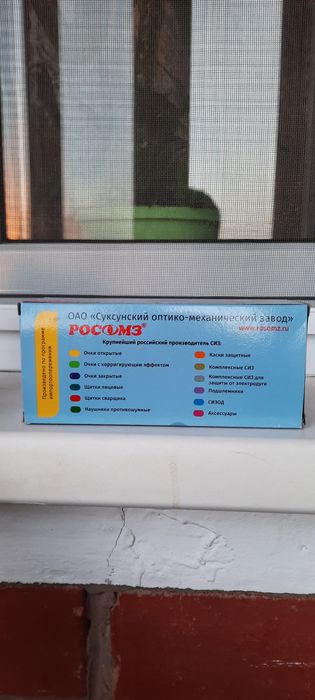 ОАО «Суксунский оптико-механический завод»
РОСОМЗ®
www.rosomz.ru
Крупнейший российский производитель СИЗ:
Произведено по программе
импортоопережения
Очки открытые
Очки с корригирующим эффектом
Очки закрытые
Щитки лицевые
Щитки сварщика
Наушники противошумные
Каски защитные
Комплексные СИЗ
Комплексные СИЗ для
защиты от электродуги
Подшлемники
СИЗОД
Аксессуары